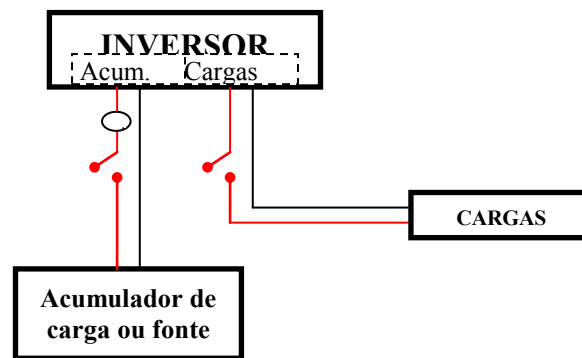 INVERSOR
Acum. Cargas
CARGAS
Acumulador de
carga ou fonte